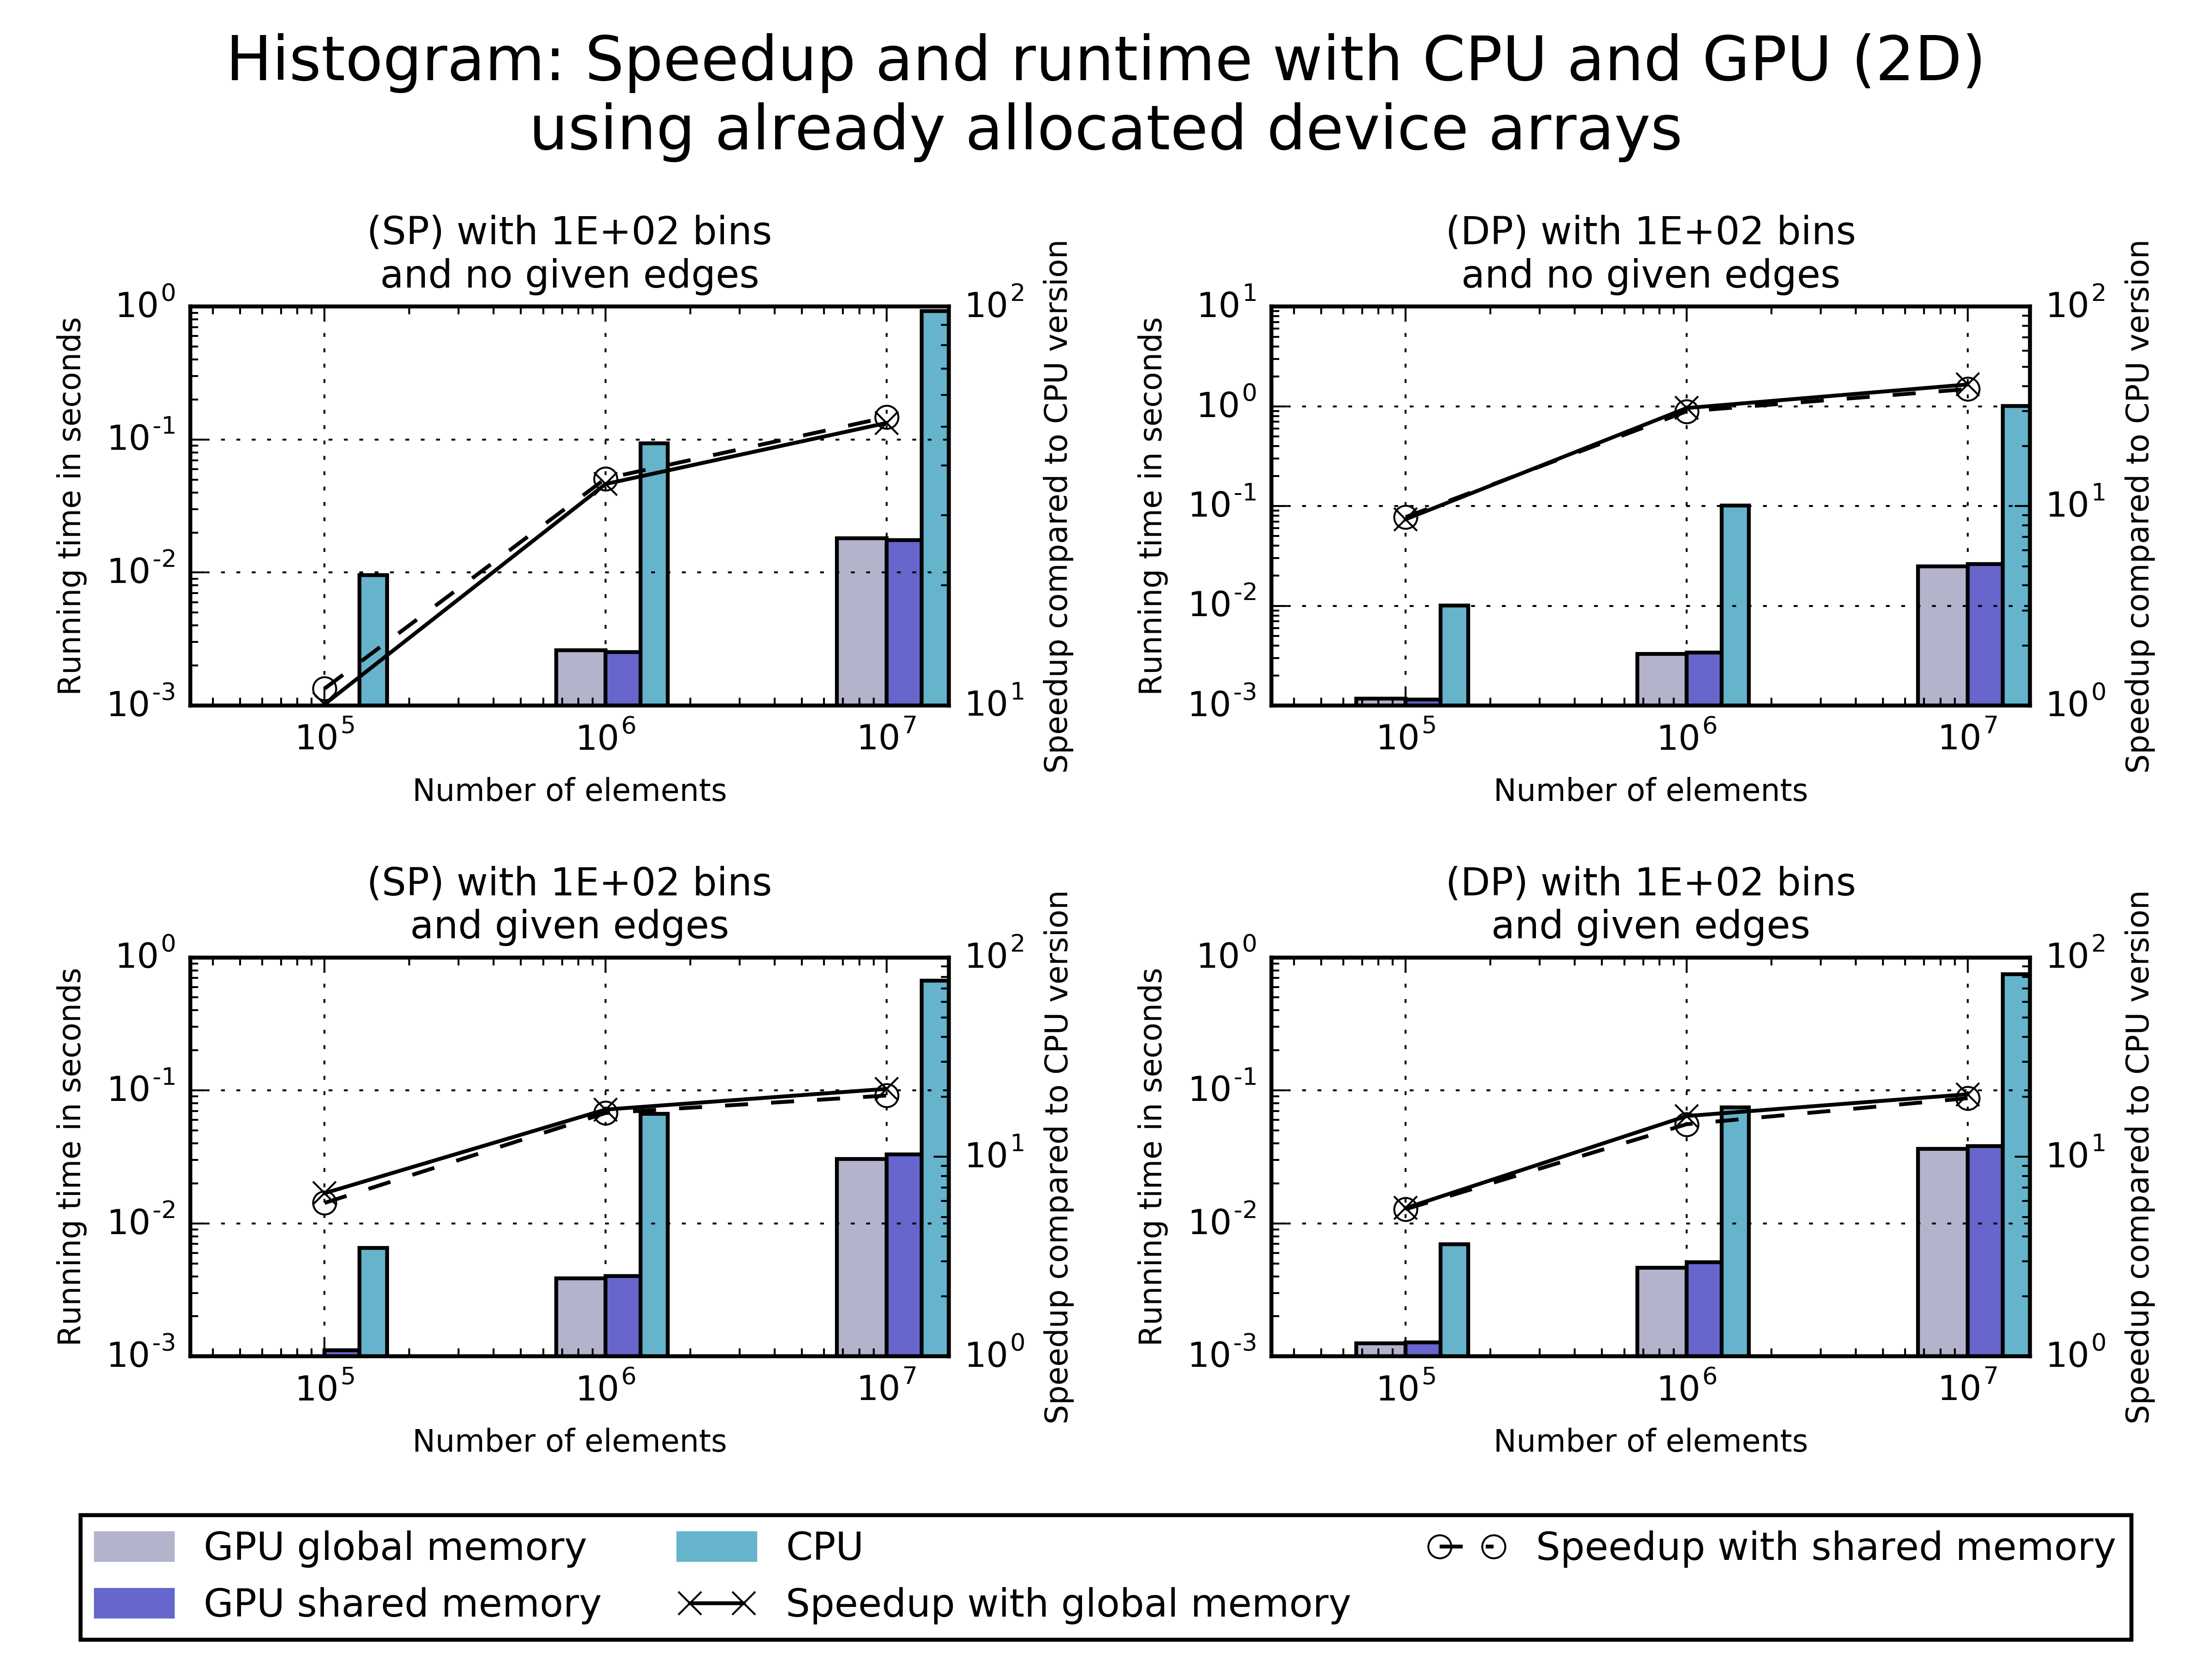 Histogram: Speedup and runtime with CPU and GPU (2D)
using already allocated device arrays
(SP) with 1E+02 bins
and no given edges
Running time in seconds
10^0
10^-1
10^-2
10^-3
10^5
10^6
10^7
Number of elements
10^2
10^1
Speedup compared to CPU version
(DP) with 1E+02 bins
and no given edges
Running time in seconds
10^1
10^0
10^-1
10^-2
10^-3
10^5
10^6
10^7
Number of elements
10^2
10^1
10^0
Speedup compared to CPU version
(SP) with 1E+02 bins
and given edges
Running time in seconds
10^0
10^-1
10^-2
10^-3
10^5
10^6
10^7
Number of elements
10^2
10^1
10^0
Speedup compared to CPU version
(DP) with 1E+02 bins
and given edges
Running time in seconds
10^0
10^-1
10^-2
10^-3
10^5
10^6
10^7
Number of elements
10^2
10^1
10^0
Speedup compared to CPU version
GPU global memory
GPU shared memory
CPU
Speedup with global memory
Speedup with shared memory